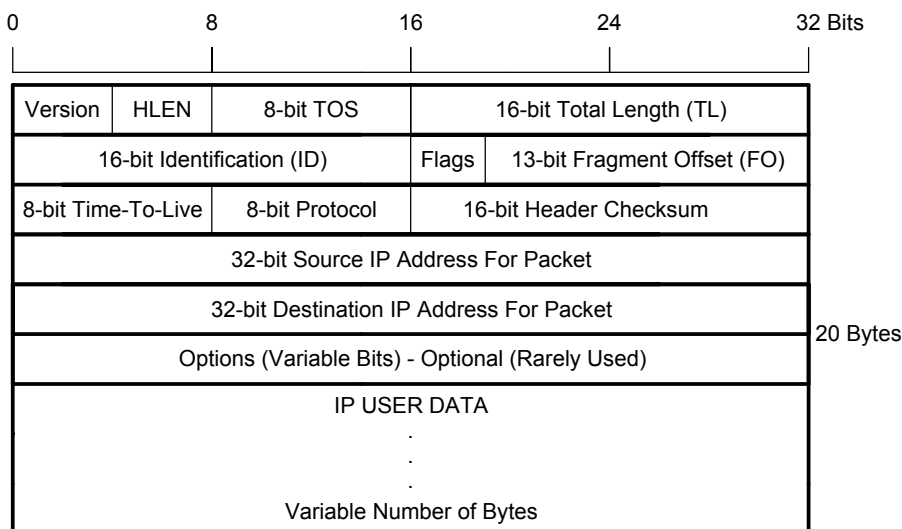 0 8 16 24 32 Bits
Version HLEN 8-bit TOS 16-bit Total Length (TL)
16-bit Identification (ID) Flags 13-bit Fragment Offset (FO)
8-bit Time-To-Live 8-bit Protocol 16-bit Header Checksum
32-bit Source IP Address For Packet
32-bit Destination IP Address For Packet
20 Bytes
Options (Variable Bits) - Optional (Rarely Used)
IP USER DATA
.
.
.
Variable Number of Bytes